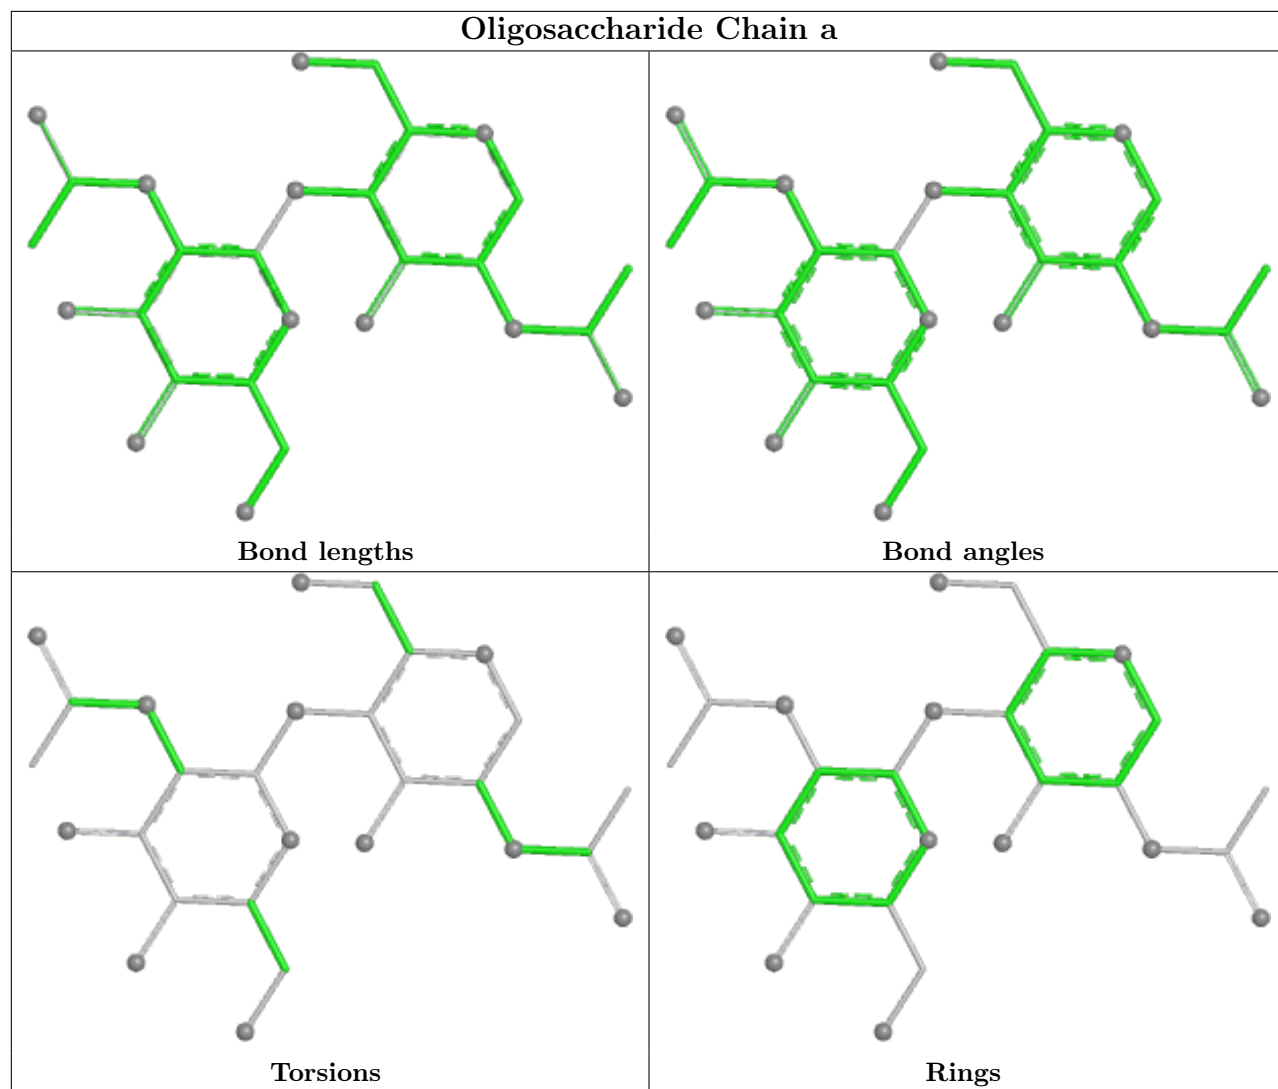 Oligosaccharide Chain a
Bond lengths
Bond angles
Torsions
Rings